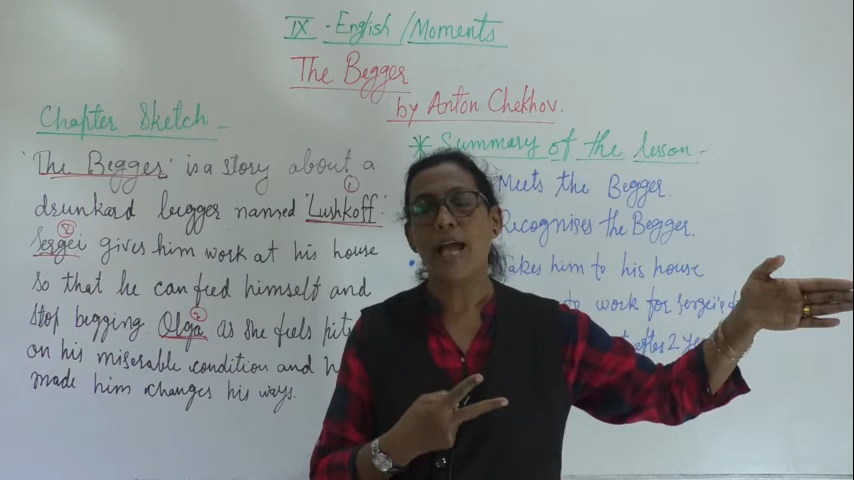 IX - English / Moments
The Begger
by Anton Chekhov.
Chapter Sketch -
'The Begger' is a story about a
drunkard begger named 'Lushkoff'.
Sergei gives him work at his house
so that he can feed himself and
stop begging. Olga as she feels
on his miserable condition and
made him changes his ways.
* Summary of the lesson -
Meets the Begger.
Recognises the Begger.
Takes him to his house
to work for Sergei
after 2